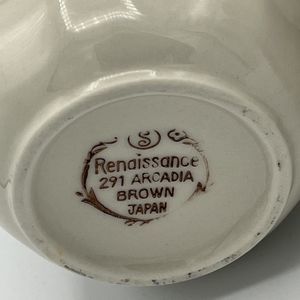 S
Renaissance
291 ARCADIA
BROWN
JAPAN